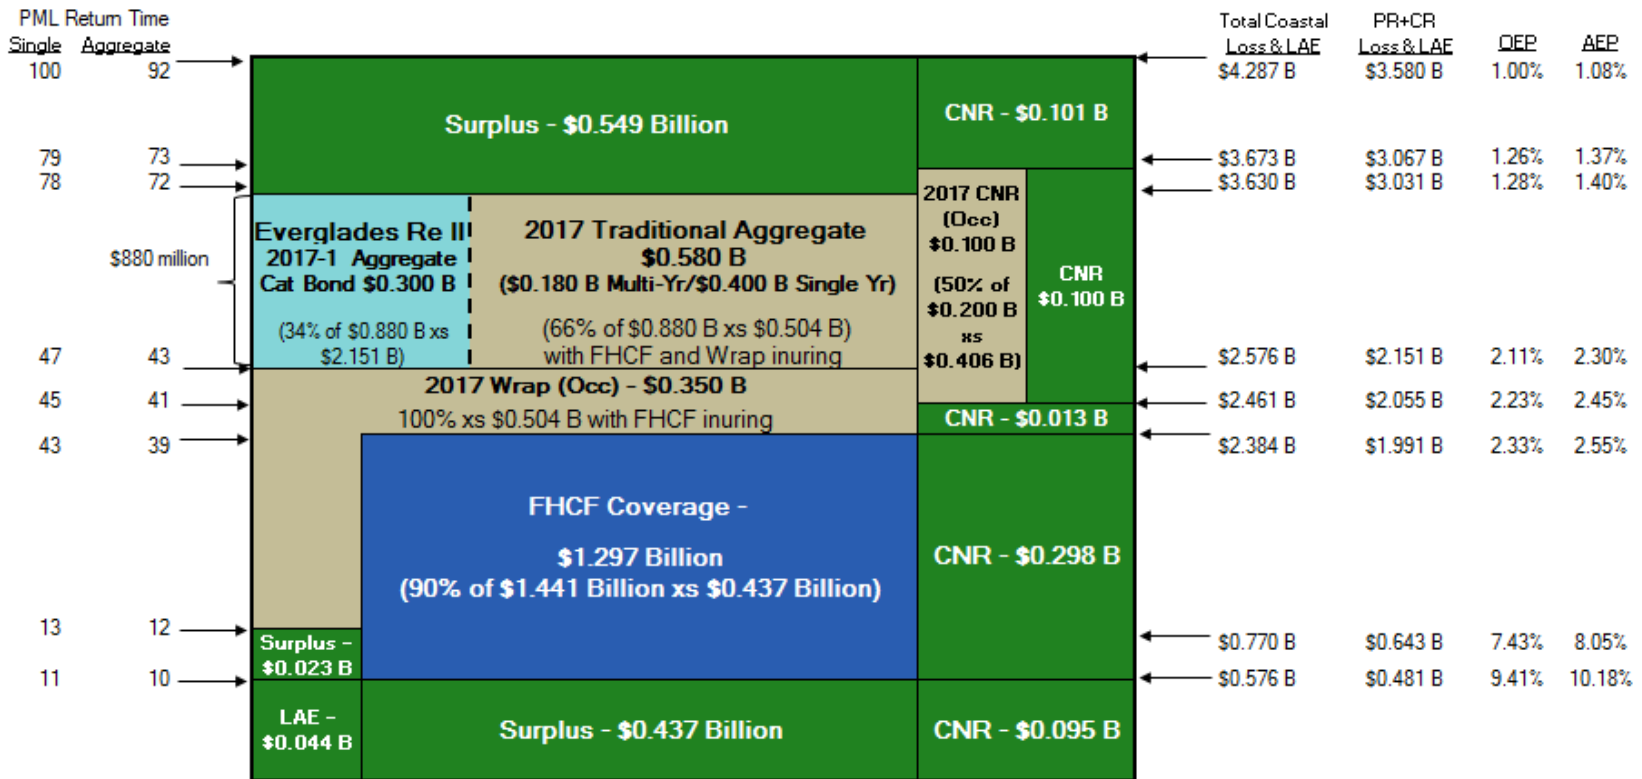 PML Return Time
Single Aggregate
Total Coastal PR+CR
Loss & LAE Loss & LAE OEP AEP
100 92 $4.287 B $3.580 B 1.00% 1.08%
Surplus - $0.549 Billion
CNR - $0.101 B
79 73 $3.673 B $3.067 B 1.26% 1.37%
78 72 $3.630 B $3.031 B 1.28% 1.40%
$880 million
Everglades Re II
2017-1 Aggregate
Cat Bond $0.300 B
(34% of $0.880 B xs
$2.151 B)
2017 Traditional Aggregate
$0.580 B
($0.180 B Multi-Yr/$0.400 B Single Yr)
(66% of $0.880 B xs $0.504 B)
with FHCF and Wrap inuring
2017 CNR
(Occ)
$0.100 B
(50% of
$0.200 B
xs
$0.406 B)
CNR
$0.100 B
47 43 $2.576 B $2.151 B 2.11% 2.30%
2017 Wrap (Occ) - $0.350 B
100% xs $0.504 B with FHCF inuring
45 41 $2.461 B $2.055 B 2.23% 2.45%
CNR - $0.013 B
43 39 $2.384 B $1.991 B 2.33% 2.55%
FHCF Coverage -
$1.297 Billion
(90% of $1.441 Billion xs $0.437 Billion)
CNR - $0.298 B
13 12 $0.770 B $0.643 B 7.43% 8.05%
Surplus -
$0.023 B
11 10 $0.576 B $0.481 B 9.41% 10.18%
LAE -
$0.044 B
Surplus - $0.437 Billion
CNR - $0.095 B